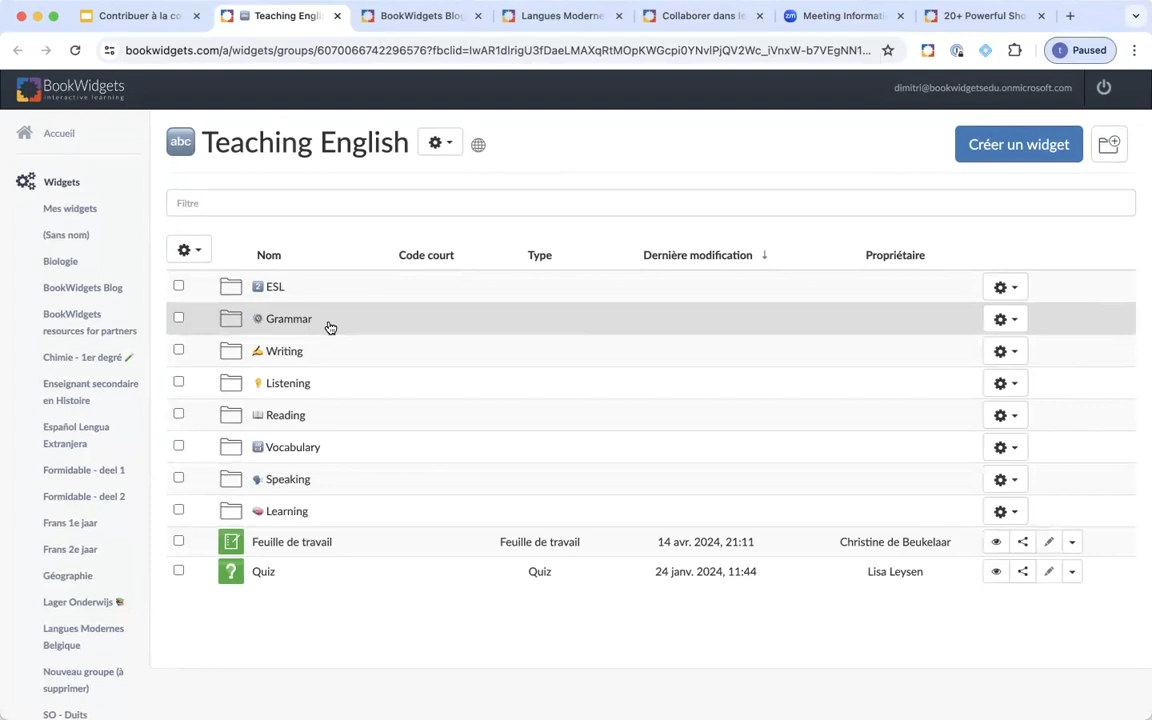 Contribuer à la co
Teaching Engli
BookWidgets Blog
Langues Moderne
Collaborer dans le
Meeting Informati
20+ Powerful Sho
bookwidgets.com/a/widgets/groups/6070066742296576?fbclid=IwAR1dIrigU3fDaeLMAXqRtMOpKWGcpi0YNvlPjQV2Wc_iVnxW-b7VEgNN1...
Paused
BookWidgets
interactive learning
dimitri@bookwidgetsedu.onmicrosoft.com
Accueil
Widgets
Mes widgets
(Sans nom)
Biologie
BookWidgets Blog
BookWidgets
resources for partners
Chimie - 1er degré
Enseignant secondaire
en Histoire
Español Lengua
Extranjera
Formidable - deel 1
Formidable - deel 2
Frans 1e jaar
Frans 2e jaar
Géographie
Lager Onderwijs
Langues Modernes
Belgique
Nouveau groupe (à
supprimer)
SO - Duits
abc Teaching English
Créer un widget
Filtre
Nom Code court Type Dernière modification ↓ Propriétaire
ESL
Grammar
Writing
Listening
Reading
Vocabulary
Speaking
Learning
Feuille de travail Feuille de travail 14 avr. 2024, 21:11 Christine de Beukelaar
Quiz Quiz 24 janv. 2024, 11:44 Lisa Leysen